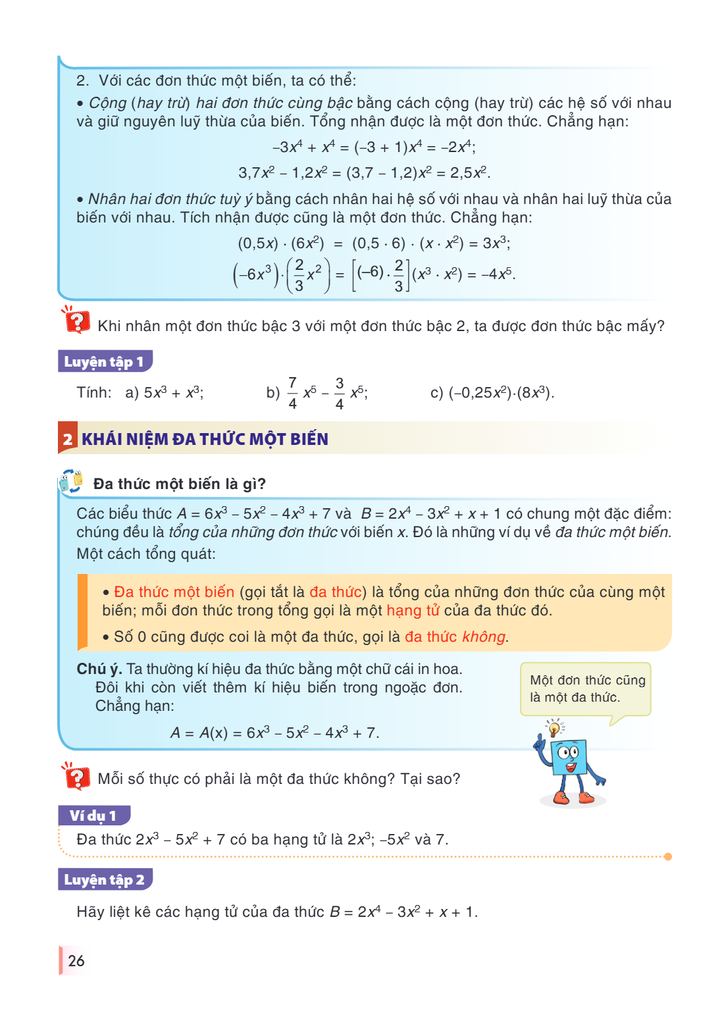 2. Với các đơn thức một biến, ta có thể:
• Cộng (hay trừ) hai đơn thức cùng bậc bằng cách cộng (hay trừ) các hệ số với nhau
và giữ nguyên luỹ thừa của biến. Tổng nhận được là một đơn thức. Chẳng hạn:
–3x⁴ + x⁴ = (–3 + 1)x⁴ = –2x⁴;
3,7x² – 1,2x² = (3,7 – 1,2)x² = 2,5x².
• Nhân hai đơn thức tuỳ ý bằng cách nhân hai hệ số với nhau và nhân hai luỹ thừa của
biến với nhau. Tích nhận được cũng là một đơn thức. Chẳng hạn:
(0,5x) · (6x²) = (0,5 · 6) · (x · x²) = 3x³;
(–6x³)·(2/3 x²) = [(–6) · 2/3](x³ · x²) = –4x⁵.
? Khi nhân một đơn thức bậc 3 với một đơn thức bậc 2, ta được đơn thức bậc mấy?
Luyện tập 1
Tính: a) 5x³ + x³; b) 7/4 x⁵ – 3/4 x⁵; c) (–0,25x²)·(8x³).
2 KHÁI NIỆM ĐA THỨC MỘT BIẾN
Đa thức một biến là gì?
Các biểu thức A = 6x³ – 5x² – 4x³ + 7 và B = 2x⁴ – 3x² + x + 1 có chung một đặc điểm:
chúng đều là tổng của những đơn thức với biến x. Đó là những ví dụ về đa thức một biến.
Một cách tổng quát:
• Đa thức một biến (gọi tắt là đa thức) là tổng của những đơn thức của cùng một
biến; mỗi đơn thức trong tổng gọi là một hạng tử của đa thức đó.
• Số 0 cũng được coi là một đa thức, gọi là đa thức không.
Chú ý. Ta thường kí hiệu đa thức bằng một chữ cái in hoa.
Đôi khi còn viết thêm kí hiệu biến trong ngoặc đơn.
Chẳng hạn:
A = A(x) = 6x³ – 5x² – 4x³ + 7.
Một đơn thức cũng
là một đa thức.
? Mỗi số thực có phải là một đa thức không? Tại sao?
Ví dụ 1
Đa thức 2x³ – 5x² + 7 có ba hạng tử là 2x³; –5x² và 7.
Luyện tập 2
Hãy liệt kê các hạng tử của đa thức B = 2x⁴ – 3x² + x + 1.
26